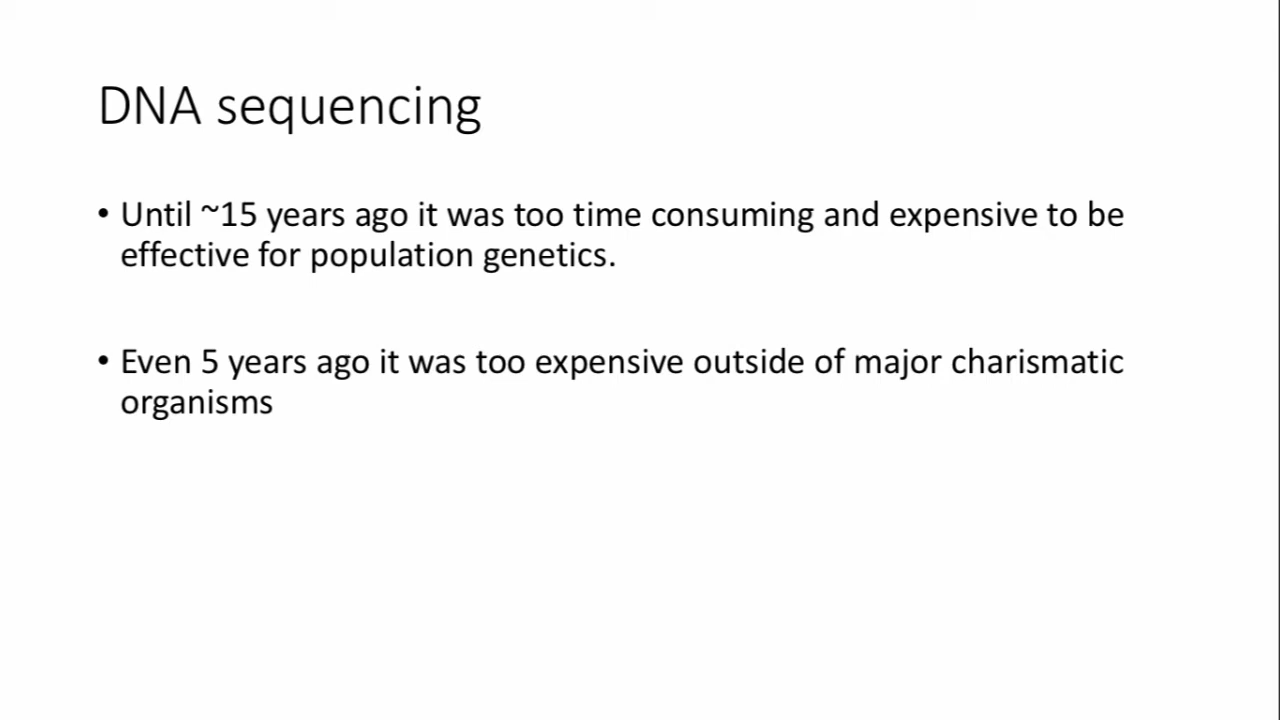 DNA sequencing
• Until ~15 years ago it was too time consuming and expensive to be
effective for population genetics.
• Even 5 years ago it was too expensive outside of major charismatic
organisms